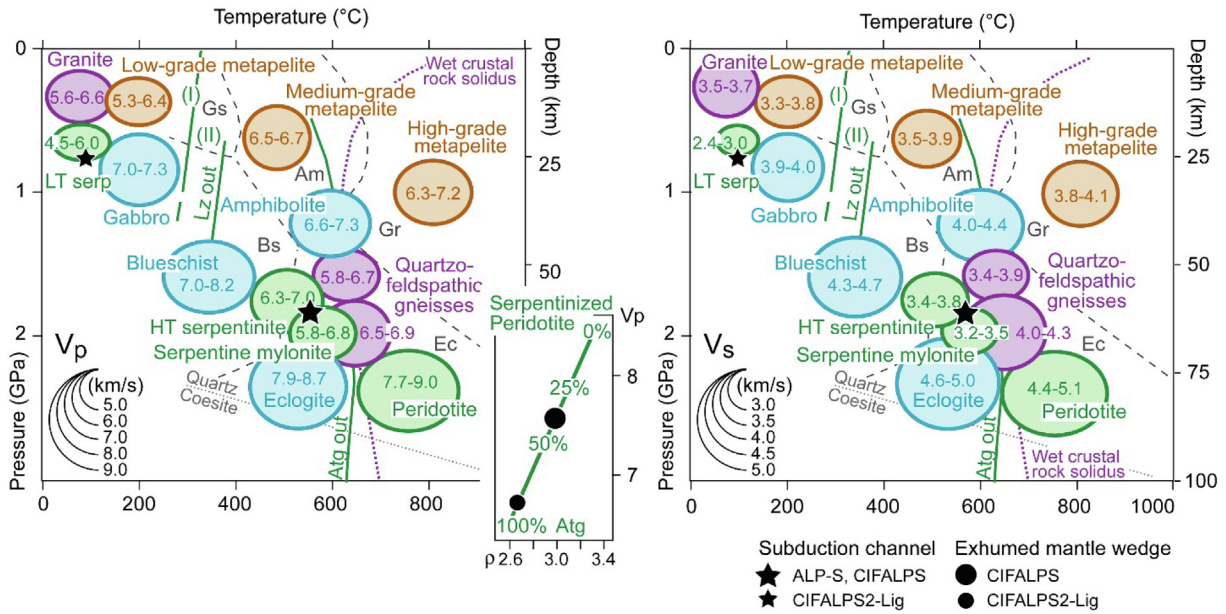 Temperature (°C)
0
Depth (km)
Granite
Low-grade metapelite
Wet crustal
rock solidus
(I)
Gs
5.6-6.6
5.3-6.4
Medium-grade
metapelite
(II)
6.5-6.7
High-grade
metapelite
4.5-6.0
25
LT serp
7.0-7.3
Am
6.3-7.2
1
Lz out
Gabbro
Amphibolite
6.6-7.3
Gr
Bs
Blueschist
7.0-8.2
5.8-6.7
Quartzo-
feldspathic
gneisses
50
6.3-7.0
HT serpentinite
5.8-6.8
6.5-6.9
2
Serpentine mylonite
Ec
Pressure (GPa)
Vp
(km/s)
5.0
6.0
7.0
8.0
9.0
Quartz
Coesite
7.9-8.7
Eclogite
7.7-9.0
Peridotite
Atg out
0
200
400
600
800
Serpentinized
Peridotite
Vp
0%
8
25%
50%
7
100% Atg
ρ 2.6 3.0 3.4
Temperature (°C)
0
Depth (km)
Granite
Low-grade metapelite
3.5-3.7
3.3-3.8
(I)
Gs
Medium-grade
metapelite
(II)
2.4-3.0
3.5-3.9
High-grade
metapelite
25
LT serp
3.9-4.0
Am
3.8-4.1
1
Lz out
Gabbro
Amphibolite
4.0-4.4
Gr
Bs
Blueschist
4.3-4.7
3.4-3.9
Quartzo-
feldspathic
gneisses
50
3.4-3.8
HT serpentinite
3.2-3.5
4.0-4.3
2
Serpentine mylonite
Ec
Pressure (GPa)
Vs
(km/s)
3.0
3.5
4.0
4.5
5.0
Quartz
Coesite
4.6-5.0
Eclogite
4.4-5.1
Peridotite
75
Atg out
Wet crustal
rock solidus
100
0
200
400
600
800
1000
Subduction channel
ALP-S, CIFALPS
CIFALPS2-Lig
Exhumed mantle wedge
CIFALPS
CIFALPS2-Lig